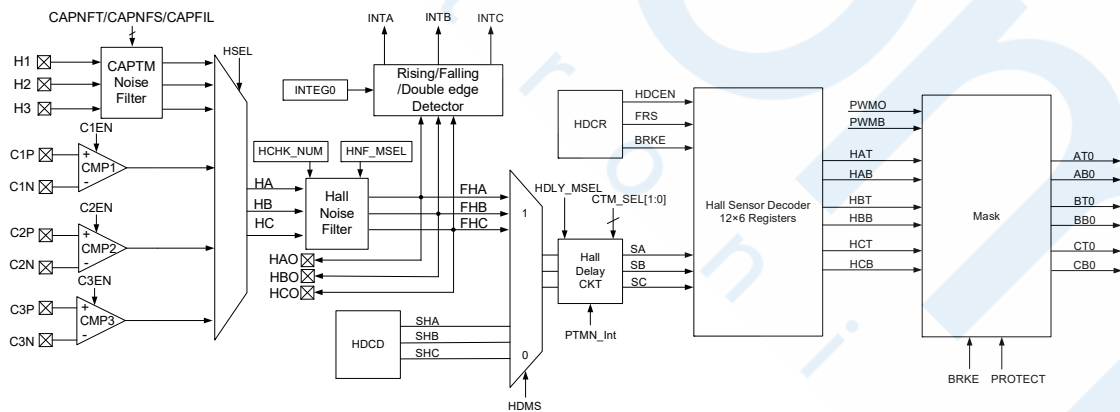 CAPNFT/CAPNFS/CAPFIL
H1
H2
H3
CAPTM
Noise
Filter
HSEL
C1EN
C1P
C1N
+
-
CMP1
C2EN
C2P
C2N
+
-
CMP2
C3EN
C3P
C3N
+
-
CMP3
INTA
INTB
INTC
INTEG0
Rising/Falling
/Double edge
Detector
HCHK_NUM
HNF_MSEL
HA
HB
HC
Hall
Noise
Filter
FHA
FHB
FHC
HAO
HBO
HCO
HDCD
SHA
SHB
SHC
1
0
HDMS
HDLY_MSEL
CTM_SEL[1:0]
Hall
Delay
CKT
PTMN_Int
SA
SB
SC
HDCR
HDCEN
FRS
BRKE
Hall Sensor Decoder
12×6 Registers
PWMO
PWMB
HAT
HAB
HBT
HBB
HCT
HCB
Mask
AT0
AB0
BT0
BB0
CT0
CB0
BRKE
PROTECT